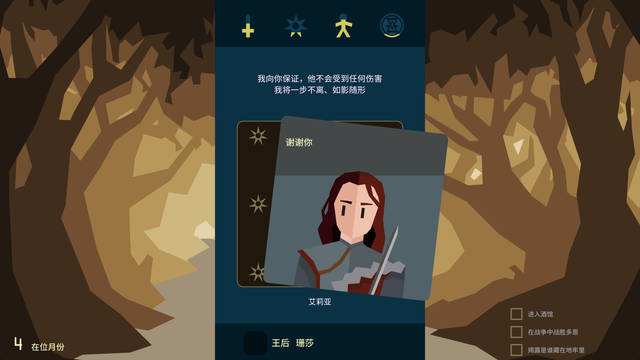 我向你保证，他不会受到任何伤害
我将一步不离、如影随形
谢谢你
艾莉亚
王后 珊莎
4 在位月份
进入酒馆
在战争中战胜多恩
揭露是谁藏在地牢里